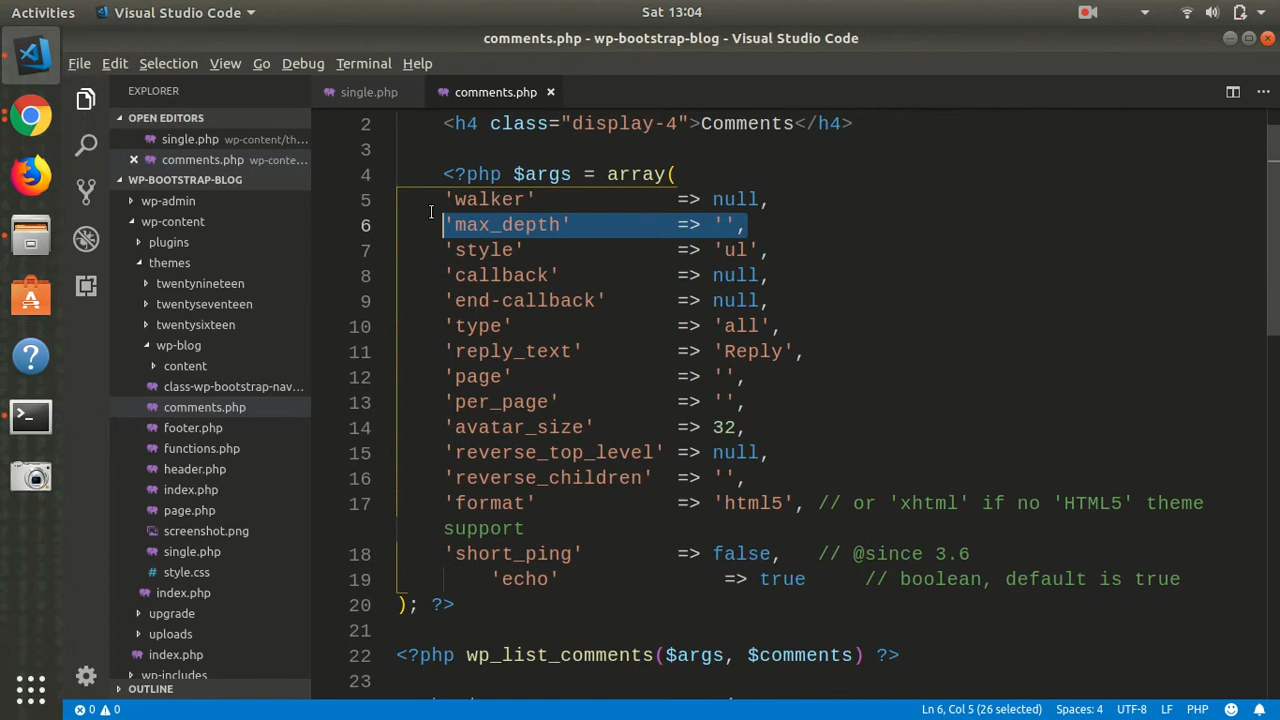 Activities Visual Studio Code Sat 13:04
comments.php - wp-bootstrap-blog - Visual Studio Code
File Edit Selection View Go Debug Terminal Help
EXPLORER
OPEN EDITORS
single.php wp-content/th...
comments.php wp-conte...
WP-BOOTSTRAP-BLOG
wp-admin
wp-content
plugins
themes
twentynineteen
twentyseventeen
twentysixteen
wp-blog
content
class-wp-bootstrap-nav...
comments.php
footer.php
functions.php
header.php
index.php
page.php
screenshot.png
single.php
style.css
index.php
upgrade
uploads
index.php
wp-includes
OUTLINE
single.php comments.php
2 <h4 class="display-4">Comments</h4>
3
4 <?php $args = array(
5 'walker' => null,
6 'max_depth' => '',
7 'style' => 'ul',
8 'callback' => null,
9 'end-callback' => null,
10 'type' => 'all',
11 'reply_text' => 'Reply',
12 'page' => '',
13 'per_page' => '',
14 'avatar_size' => 32,
15 'reverse_top_level' => null,
16 'reverse_children' => '',
17 'format' => 'html5', // or 'xhtml' if no 'HTML5' theme
support
18 'short_ping' => false, // @since 3.6
19 'echo' => true // boolean, default is true
20 ); ?>
21
22 <?php wp_list_comments($args, $comments) ?>
23
0 0 Ln 6, Col 5 (26 selected) Spaces: 4 UTF-8 LF PHP